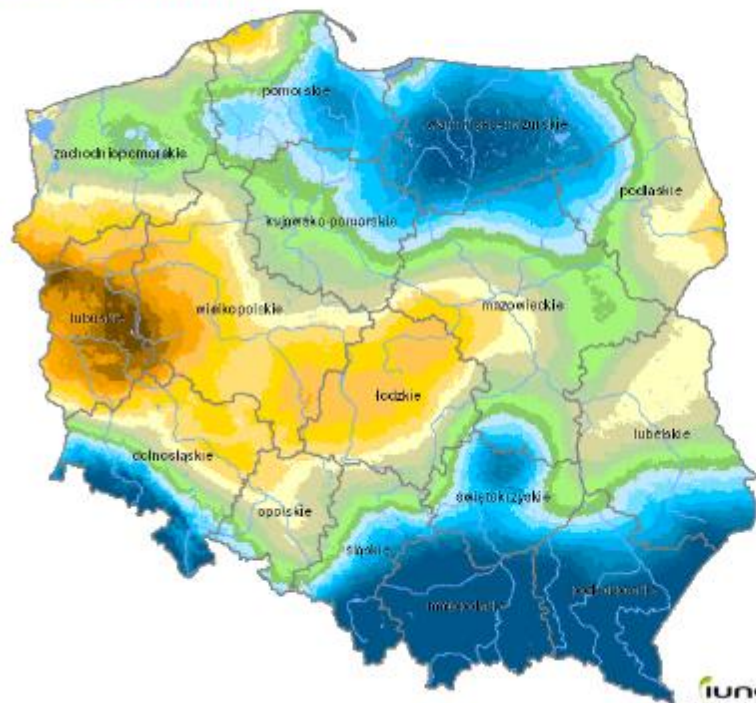 pomorskie
warmińsko-mazurskie
zachodniopomorskie
podlaskie
kujawsko-pomorskie
lubuskie
wielkopolskie
mazowieckie
łódzkie
lubelskie
dolnośląskie
świętokrzyskie
opolskie
śląskie
małopolskie
podkarpackie